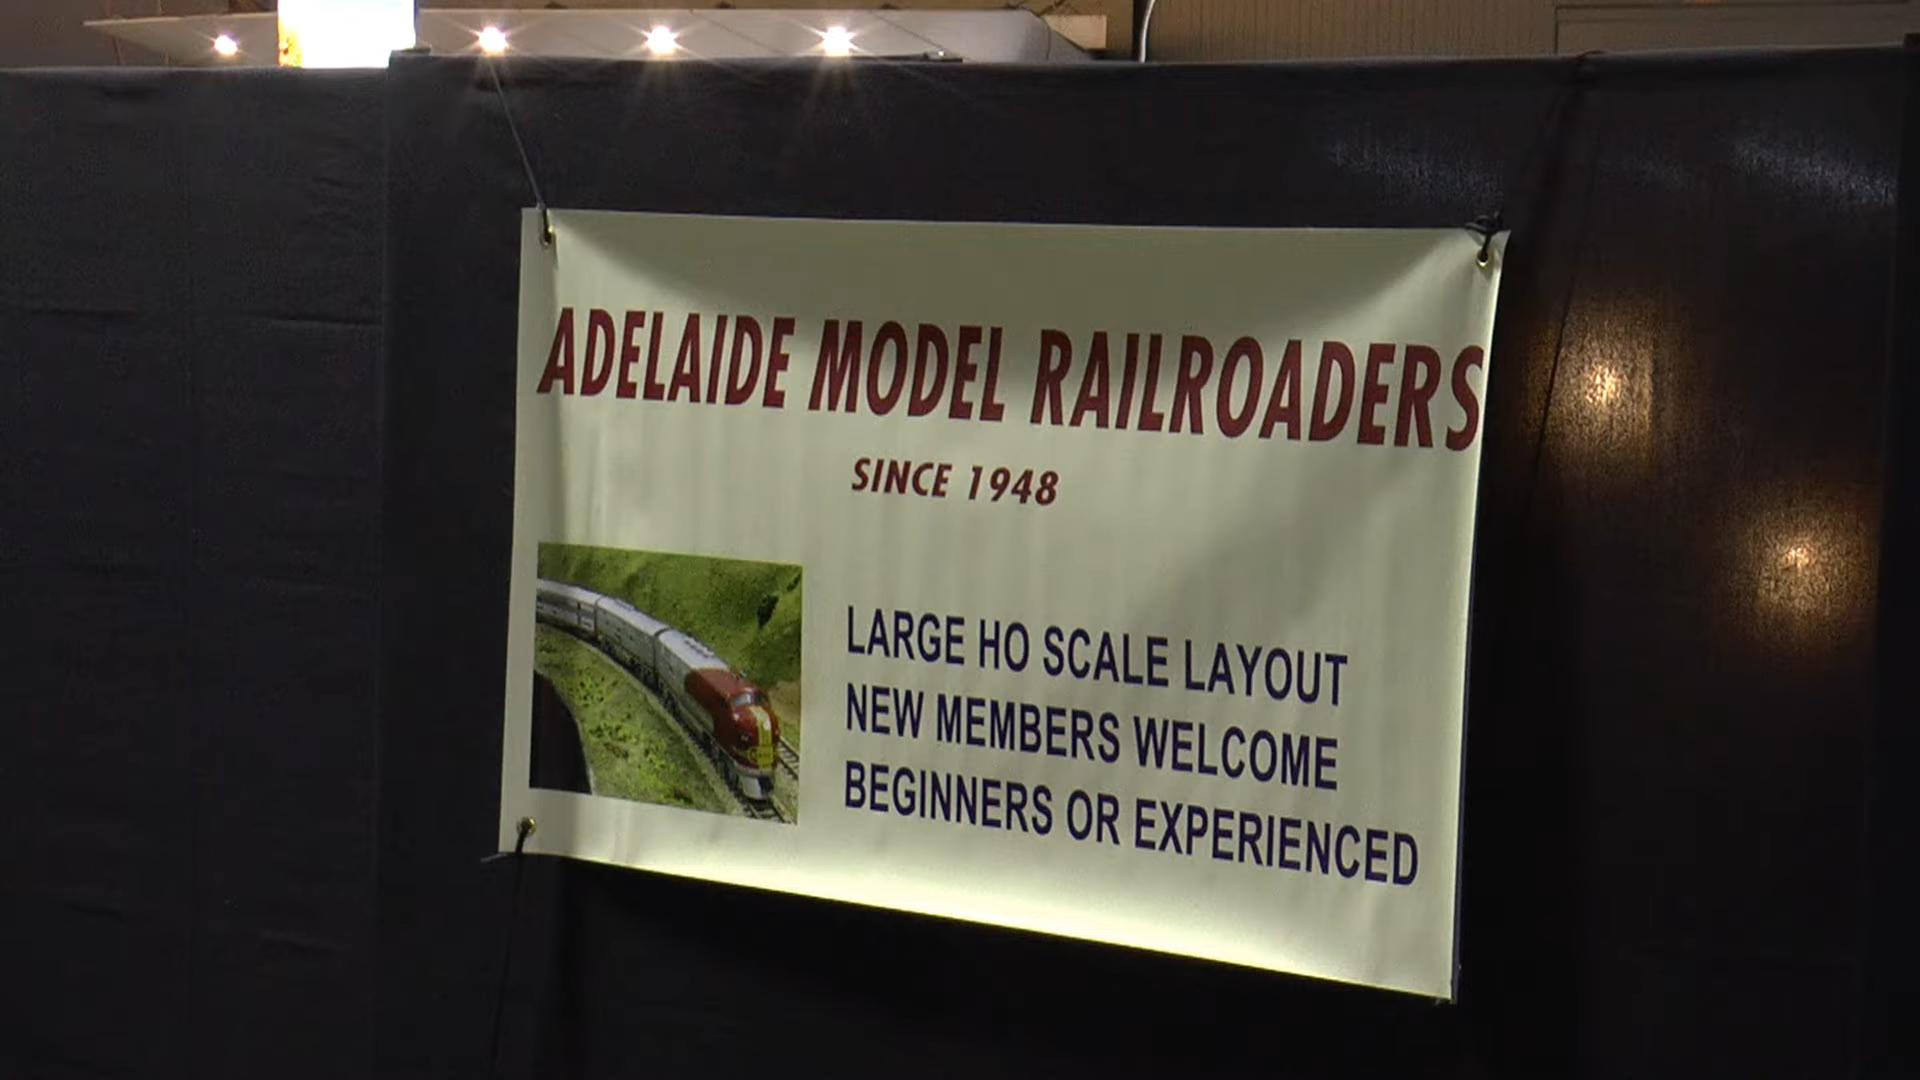 ADELAIDE MODEL RAILROADERS
SINCE 1948
LARGE HO SCALE LAYOUT
NEW MEMBERS WELCOME
BEGINNERS OR EXPERIENCED